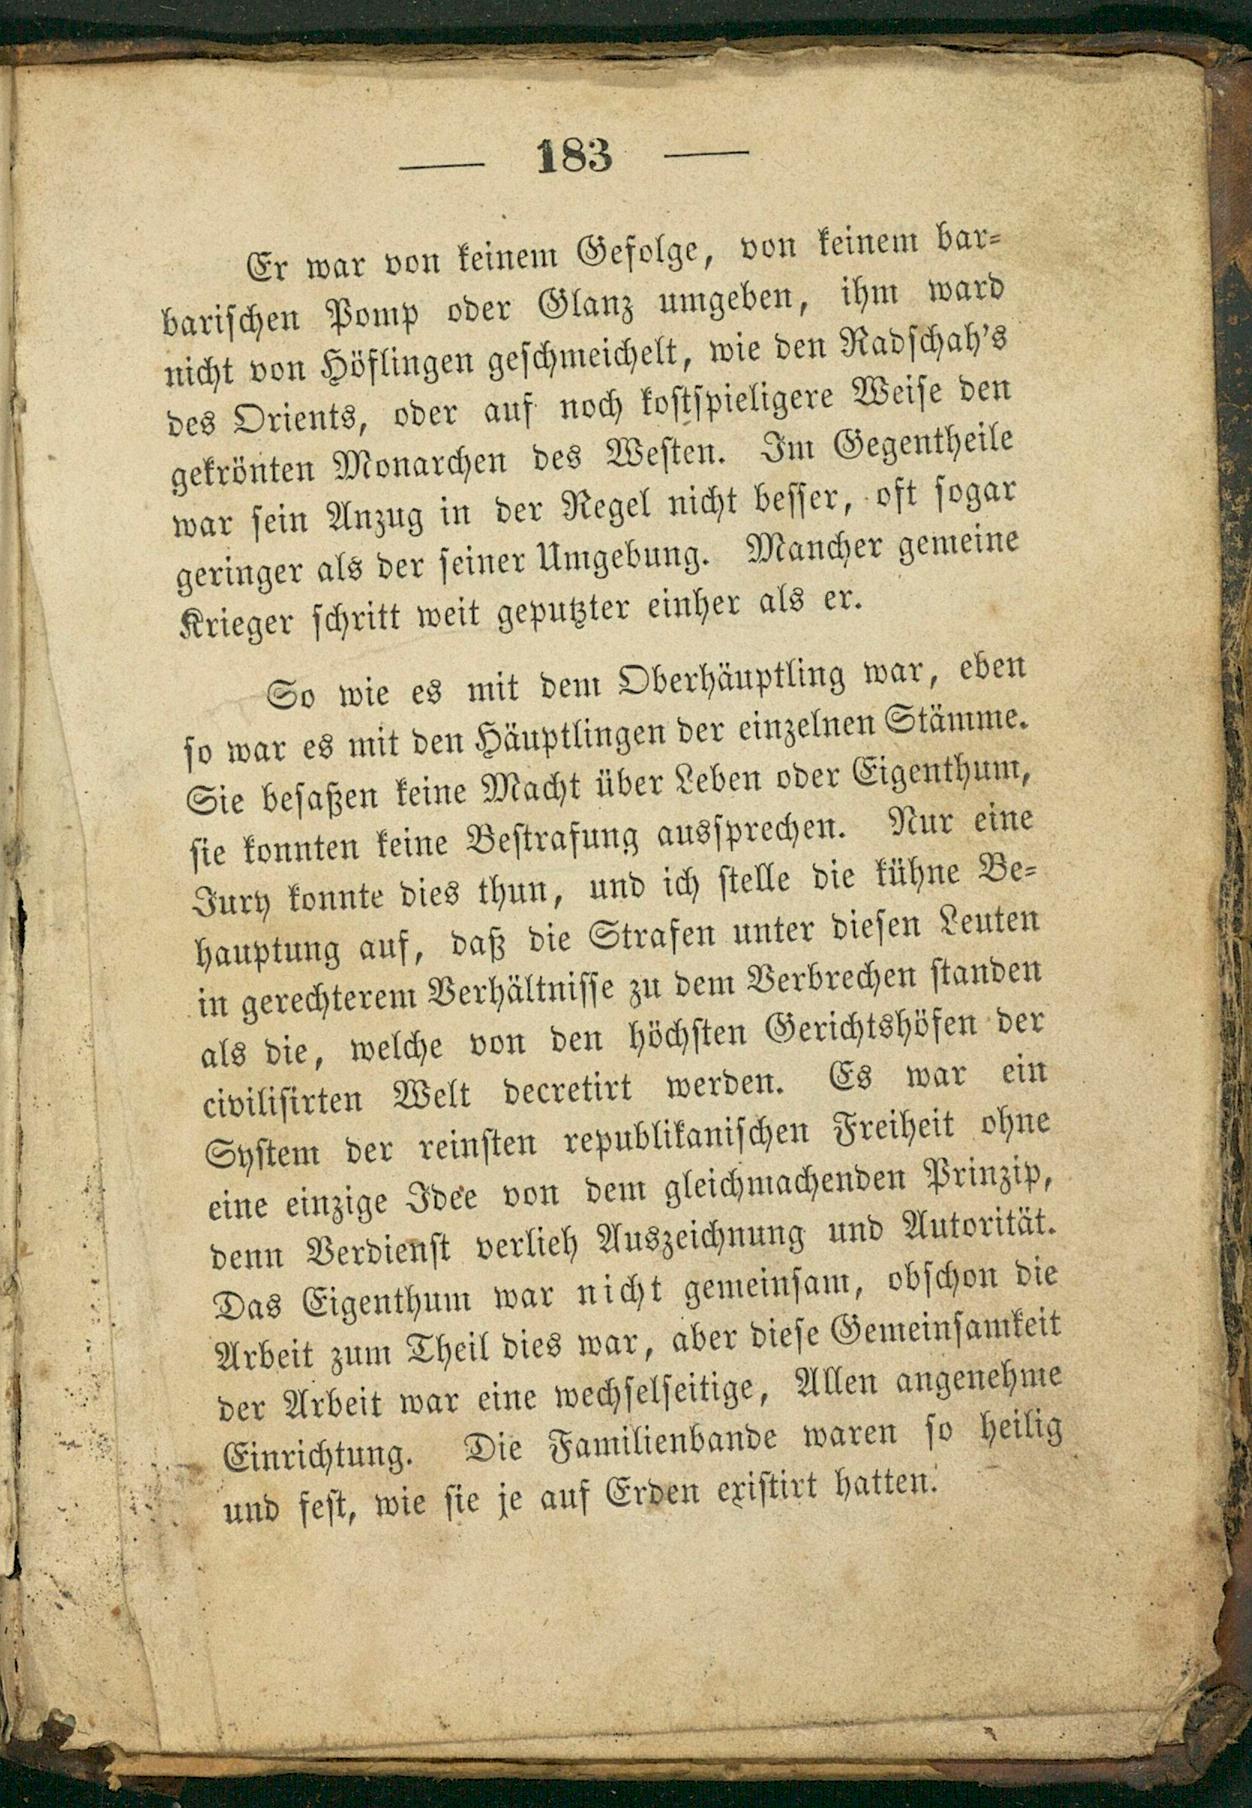 — 183 —
Er war von keinem Gefolge, von keinem bar-
barischen Pomp oder Glanz umgeben, ihm ward
nicht von Höflingen geschmeichelt, wie den Radschah's
des Orients, oder auf noch kostspieligere Weise den
gekrönten Monarchen des Westen. Im Gegentheile
war sein Anzug in der Regel nicht besser, oft sogar
geringer als der seiner Umgebung. Mancher gemeine
Krieger schritt weit geputzter einher als er.
So wie es mit dem Oberhäuptling war, eben
so war es mit den Häuptlingen der einzelnen Stämme.
Sie besaßen keine Macht über Leben oder Eigenthum,
sie konnten keine Bestrafung aussprechen. Nur eine
Jury konnte dies thun, und ich stelle die kühne Be-
hauptung auf, daß die Strafen unter diesen Leuten
in gerechterem Verhältnisse zu dem Verbrechen standen
als die, welche von den höchsten Gerichtshöfen der
civilisirten Welt decretirt werden. Es war ein
System der reinsten republikanischen Freiheit ohne
eine einzige Idee von dem gleichmachenden Prinzip,
denn Verdienst verlieh Auszeichnung und Autorität.
Das Eigenthum war nicht gemeinsam, obschon die
Arbeit zum Theil dies war, aber diese Gemeinsamkeit
der Arbeit war eine wechselseitige, Allen angenehme
Einrichtung. Die Familienbande waren so heilig
und fest, wie sie je auf Erden existirt hatten.